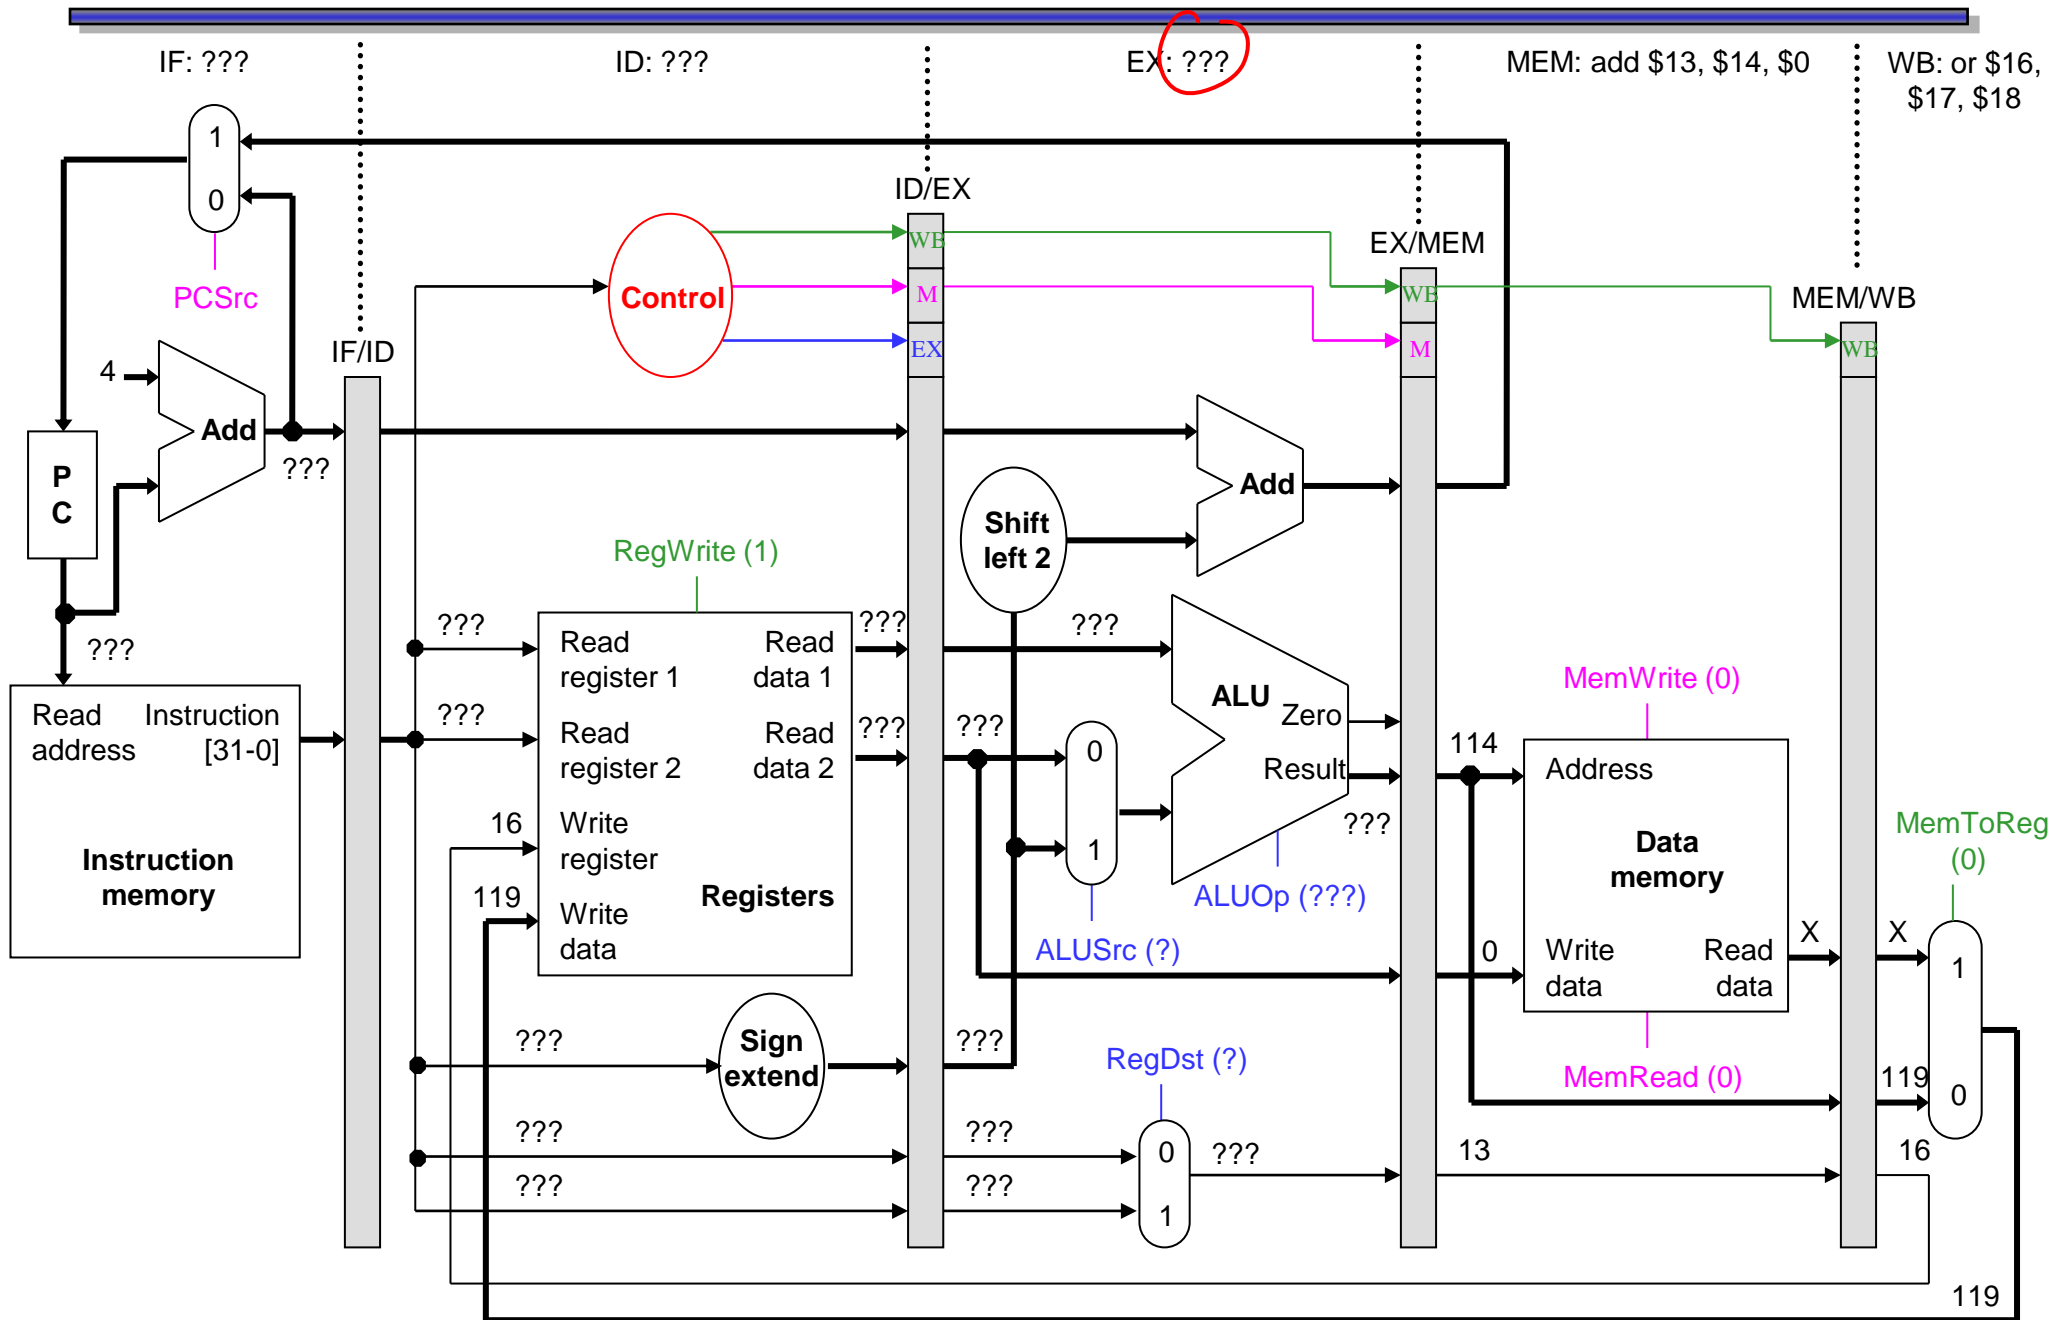 IF: ???
ID: ???
EX: ???
MEM: add $13, $14, $0
WB: or $16,
$17, $18
1
0
PCSrc
ID/EX
WB
M
EX
Control
EX/MEM
WB
M
MEM/WB
WB
IF/ID
4
Add
???
P
C
???
Add
Shift
left 2
RegWrite (1)
???
Read
register 1
Read
data 1
???
???
???
Read
register 2
Read
data 2
???
???
16
Write
register
119
Write
data
Registers
Read
address
Instruction
[31-0]
Instruction
memory
0
1
ALUSrc (?)
ALU
Zero
Result
???
ALUOp (???)
114
MemWrite (0)
Address
Data
memory
0
Write
data
Read
data
X
X
MemRead (0)
MemToReg
(0)
1
0
119
???
Sign
extend
???
RegDst (?)
???
???
0
???
13
16
???
???
1
119